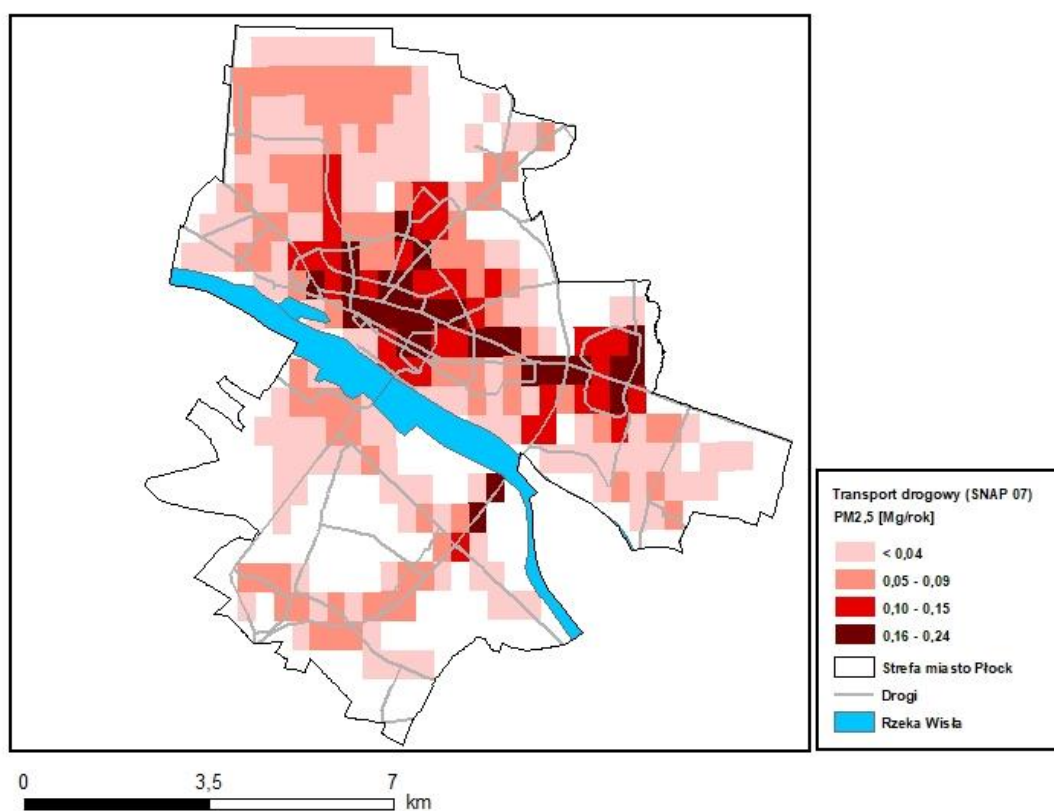 Transport drogowy (SNAP 07)
PM2,5 [Mg/rok]
< 0,04
0,05 - 0,09
0,10 - 0,15
0,16 - 0,24
Strefa miasto Płock
Drogi
Rzeka Wisła
0 3,5 7
km